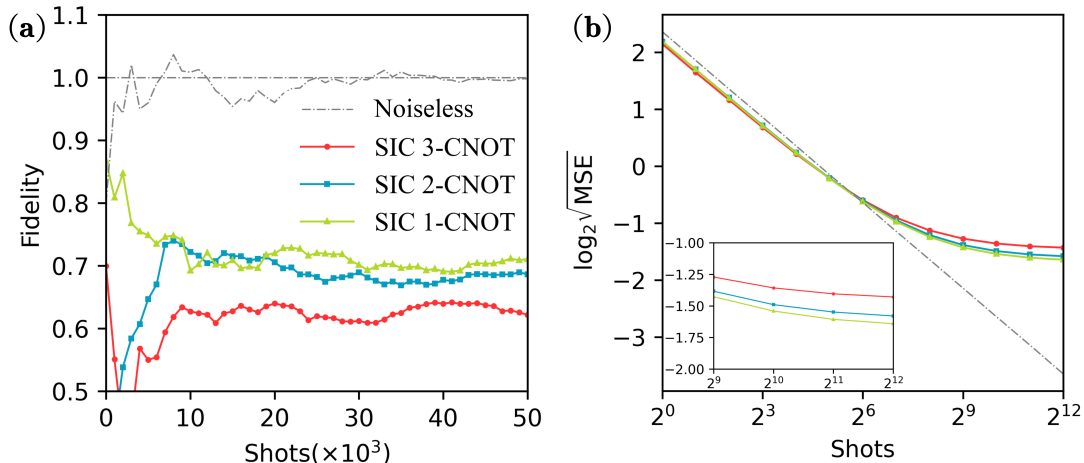 (a)
Fidelity
1.1
1.0
0.9
0.8
0.7
0.6
0.5
Noiseless
SIC 3-CNOT
SIC 2-CNOT
SIC 1-CNOT
0 10 20 30 40 50
Shots(×10³)
(b)
log₂√MSE
2
1
0
−1
−2
−3
−1.00
−1.25
−1.50
−1.75
−2.00
2⁹ 2¹⁰ 2¹¹ 2¹²
2⁰ 2³ 2⁶ 2⁹ 2¹²
Shots